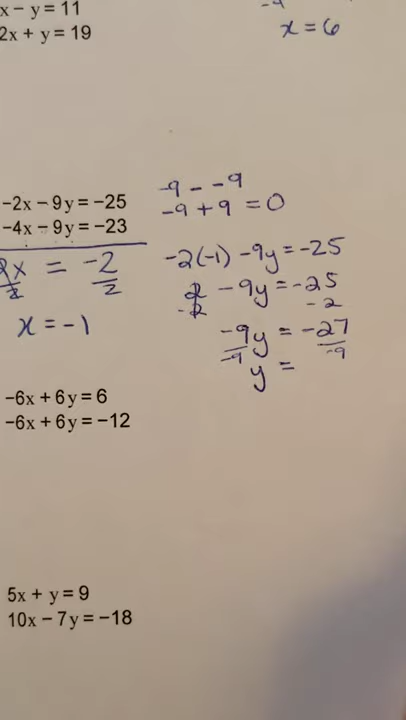 x − y = 11
2x + y = 19
x = 6
-2x − 9y = −25
-4x − 9y = −23
2x = -2
2 2
x = -1
-9 - -9
-9 + 9 = 0
-2(-1) - 9y = -25
2 - 9y = -25
-2 -2
-9y = -27
-9 -9
y =
-6x + 6y = 6
-6x + 6y = −12
5x + y = 9
10x − 7y = −18